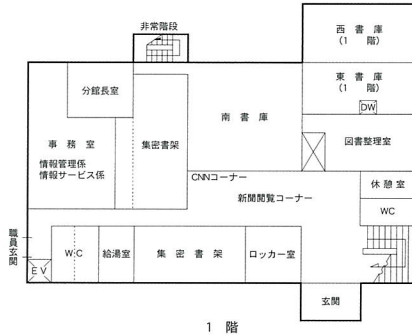 非常階段
西書庫
(1 階)
東書庫
(1 階)
DW
分館長室
南書庫
事務室
情報管理係
情報サービス係
集密書架
図書整理室
CNNコーナー
新聞閲覧コーナー
休憩室
WC
職員玄関
EV
WC
給湯室
集密書架
ロッカー室
玄関
1 階